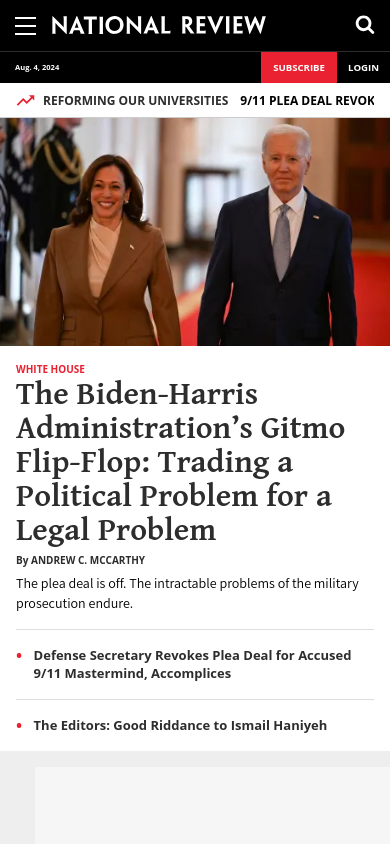 NATIONAL REVIEW
Aug. 4, 2024
SUBSCRIBE
LOGIN
REFORMING OUR UNIVERSITIES 9/11 PLEA DEAL REVOK
WHITE HOUSE
The Biden-Harris
Administration’s Gitmo
Flip-Flop: Trading a
Political Problem for a
Legal Problem
By ANDREW C. MCCARTHY
The plea deal is off. The intractable problems of the military
prosecution endure.
• Defense Secretary Revokes Plea Deal for Accused
9/11 Mastermind, Accomplices
• The Editors: Good Riddance to Ismail Haniyeh